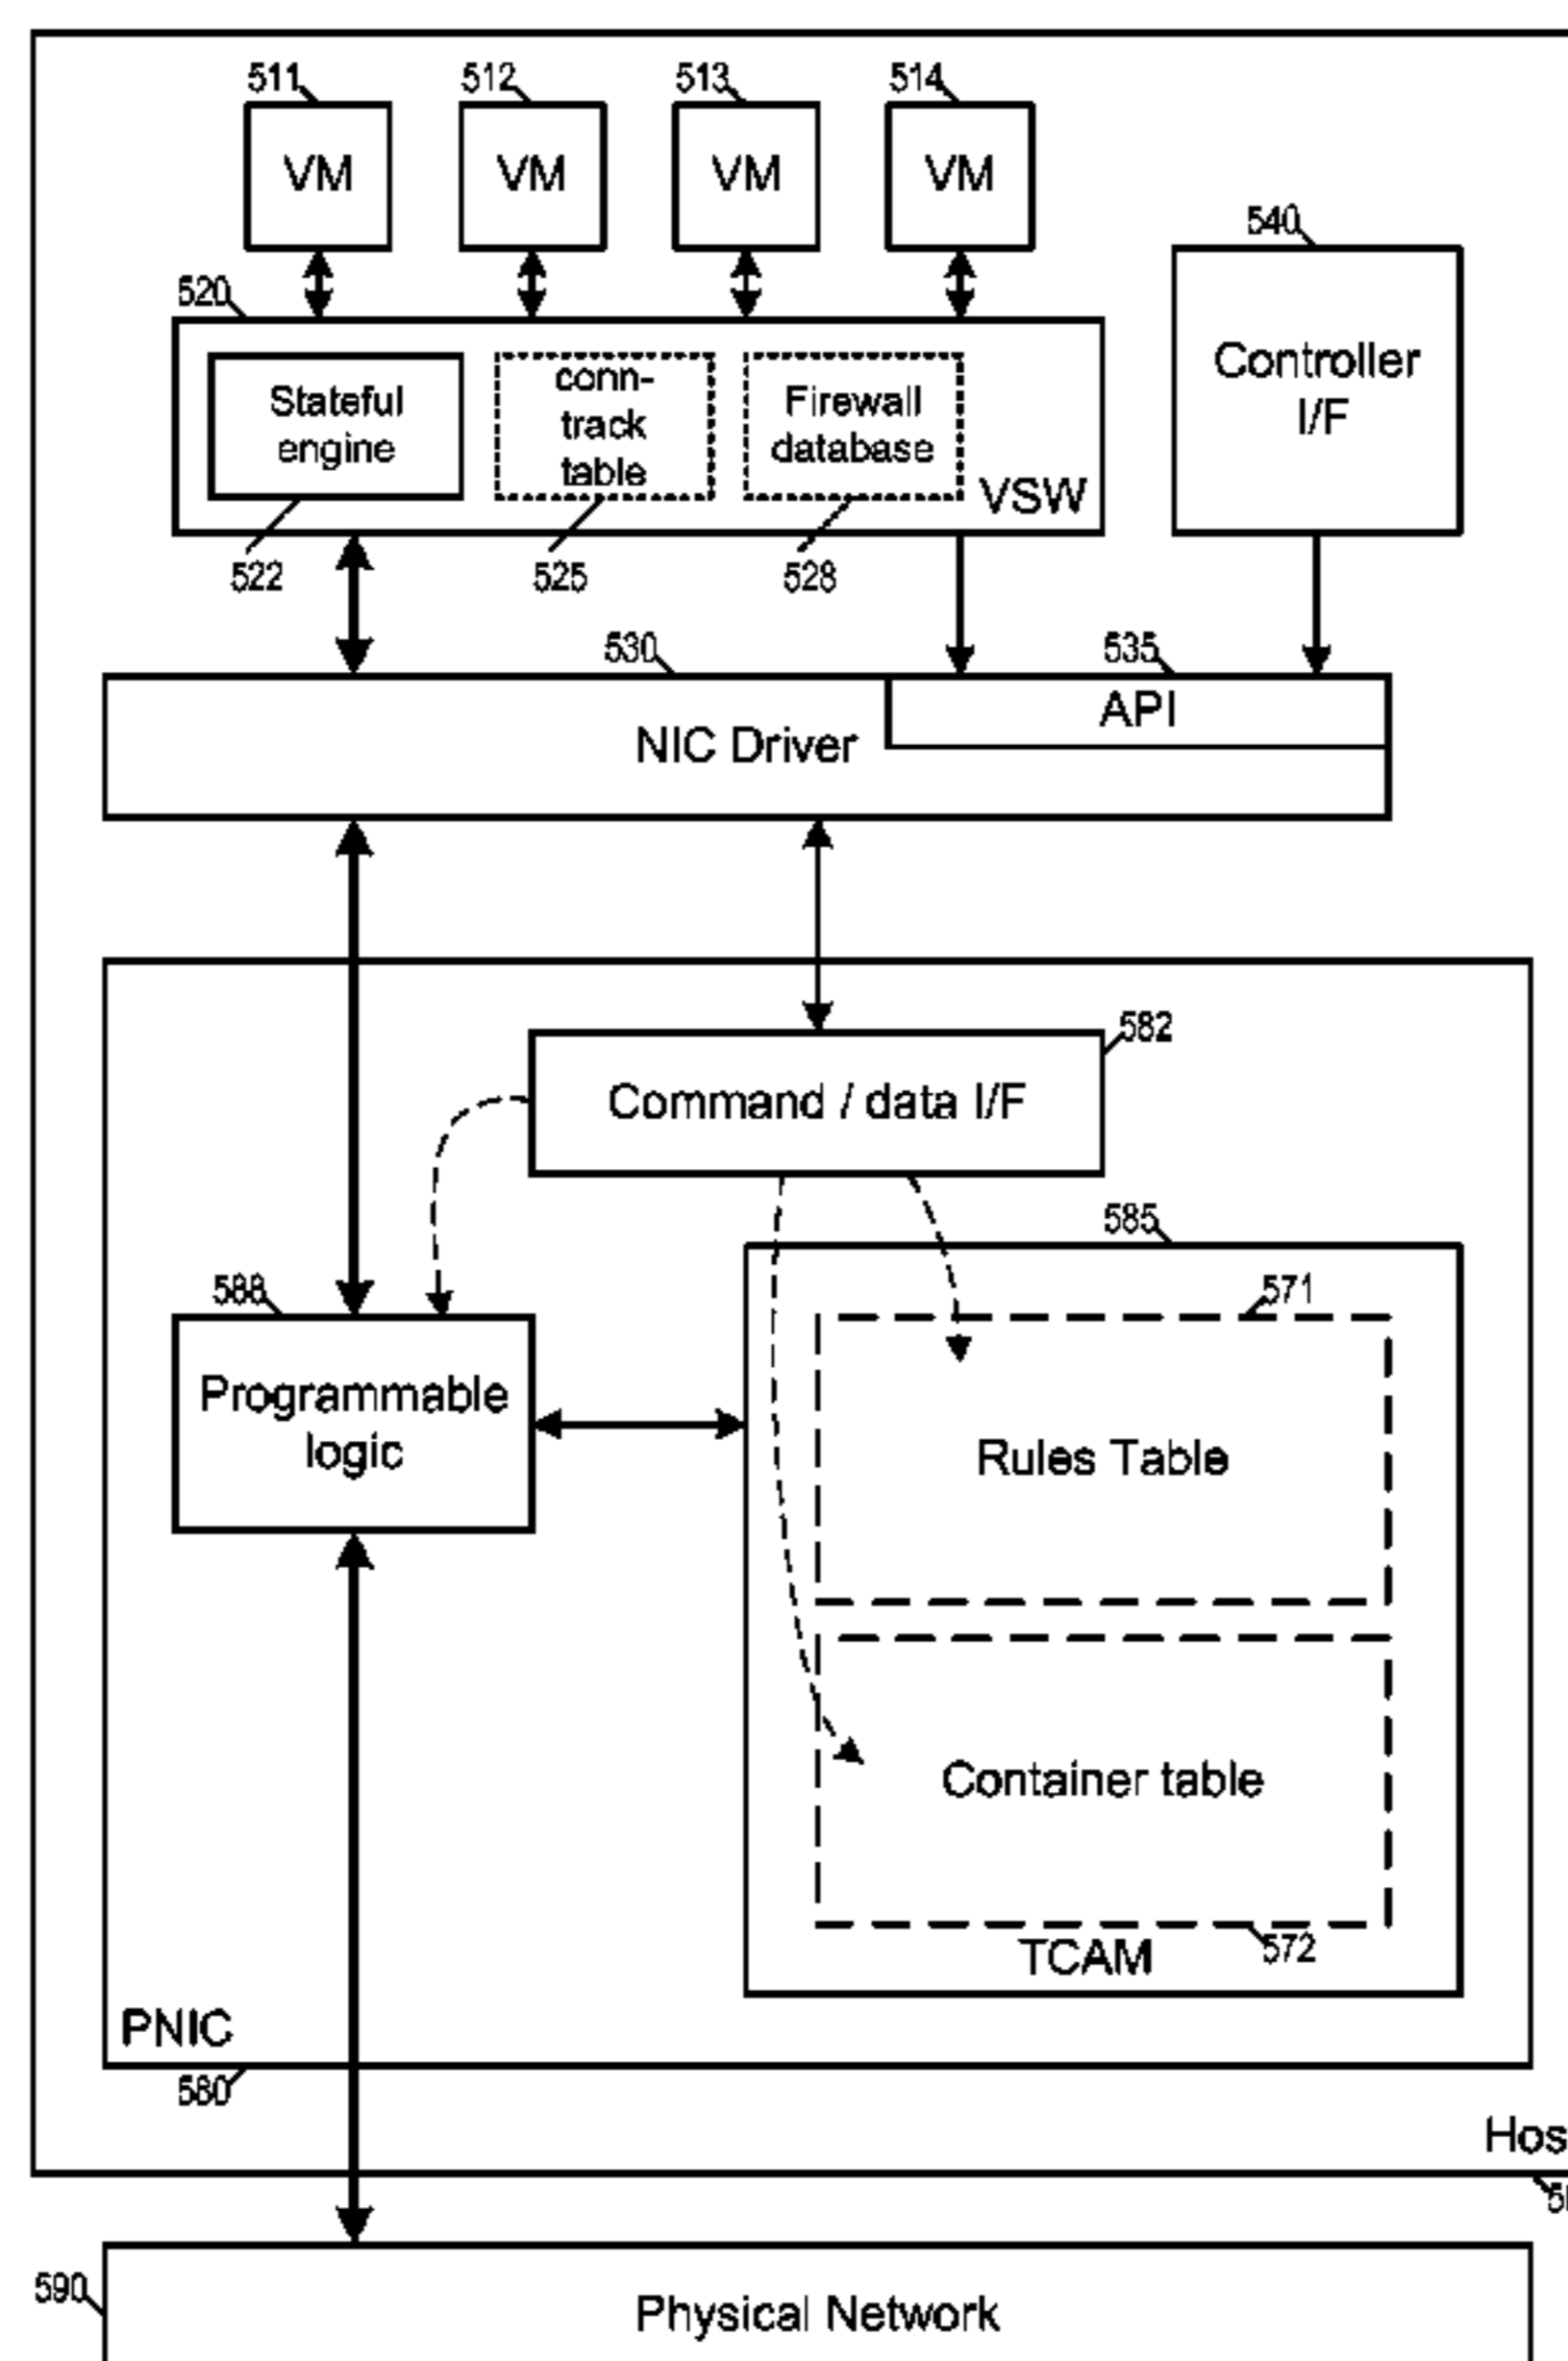 511
512
513
514
VM
VM
VM
VM
540
520
Controller
I/F
Stateful
engine
conn-
track
table
Firewall
database
VSW
522
525
528
530
535
API
NIC Driver
582
Command / data I/F
585
588
571
Programmable
logic
Rules Table
Container table
TCAM
572
PNIC
580
590
Physical Network